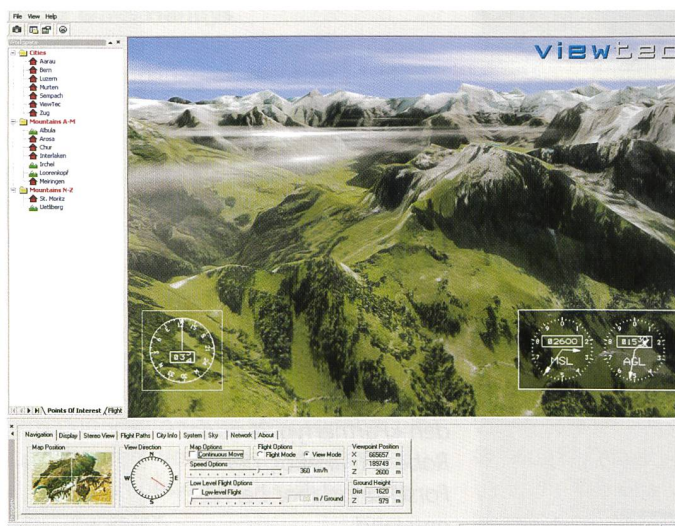 File View Help
viewtec
Cities
Aarau
Bern
Luzern
Murten
Sempach
ViewTec
Zug
Mountains A-M
Albula
Arosa
Chur
Interlaken
Irchel
Loorenkopf
Meiringen
Mountains N-Z
St. Moritz
Uetliberg
02600
MSL
AGL
Points Of Interest Flight
Navigation Display Stereo View Flight Paths City Info System Sky Network About
Map Position
View Direction
N
W E
S
Map Options
Continuous Move
Flight Options
Flight Mode View Mode
Speed Options
360 km/h
Low Level Flight Options
Low-level Flight
m / Ground
Viewpoint Position
X 665657 m
Y 189749 m
Z 2600 m
Ground Height
Dist 1620 m
Z 979 m